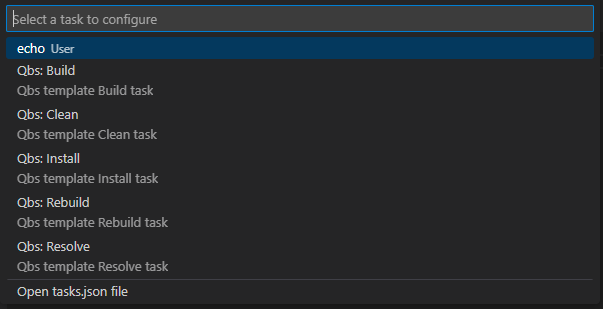 Select a task to configure
echo User
Qbs: Build
Qbs template Build task
Qbs: Clean
Qbs template Clean task
Qbs: Install
Qbs template Install task
Qbs: Rebuild
Qbs template Rebuild task
Qbs: Resolve
Qbs template Resolve task
Open tasks.json file